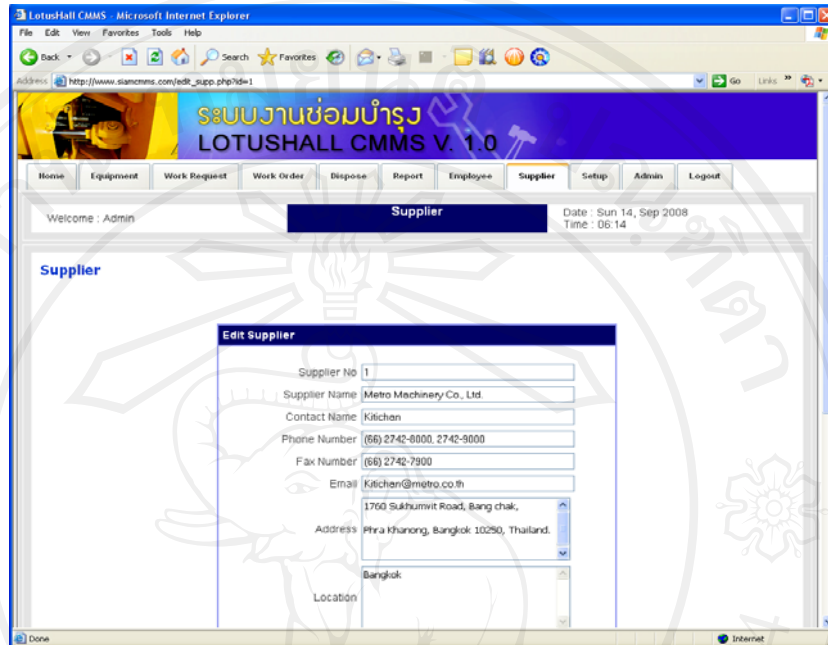 LotusHall CMMS - Microsoft Internet Explorer
File Edit View Favorites Tools Help
Back Search Favorites
Address http://www.siamcmms.com/edit_supp.php?id=1 Go Links »
ระบบงานซ่อมบำรุง
LOTUSHALL CMMS V. 1.0
Home Equipment Work Request Work Order Dispose Report Employee Supplier Setup Admin Logout
Welcome : Admin
Supplier
Date : Sun 14, Sep 2008
Time : 06:14
Supplier
Edit Supplier
Supplier No 1
Supplier Name Metro Machinery Co., Ltd.
Contact Name Kitichan
Phone Number (66) 2742-8000, 2742-9000
Fax Number (66) 2742-7900
Email Kitichan@metro.co.th
Address 1760 Sukhumvit Road, Bang chak,
Phra Khanong, Bangkok 10250, Thailand.
Location Bangkok
Done Internet